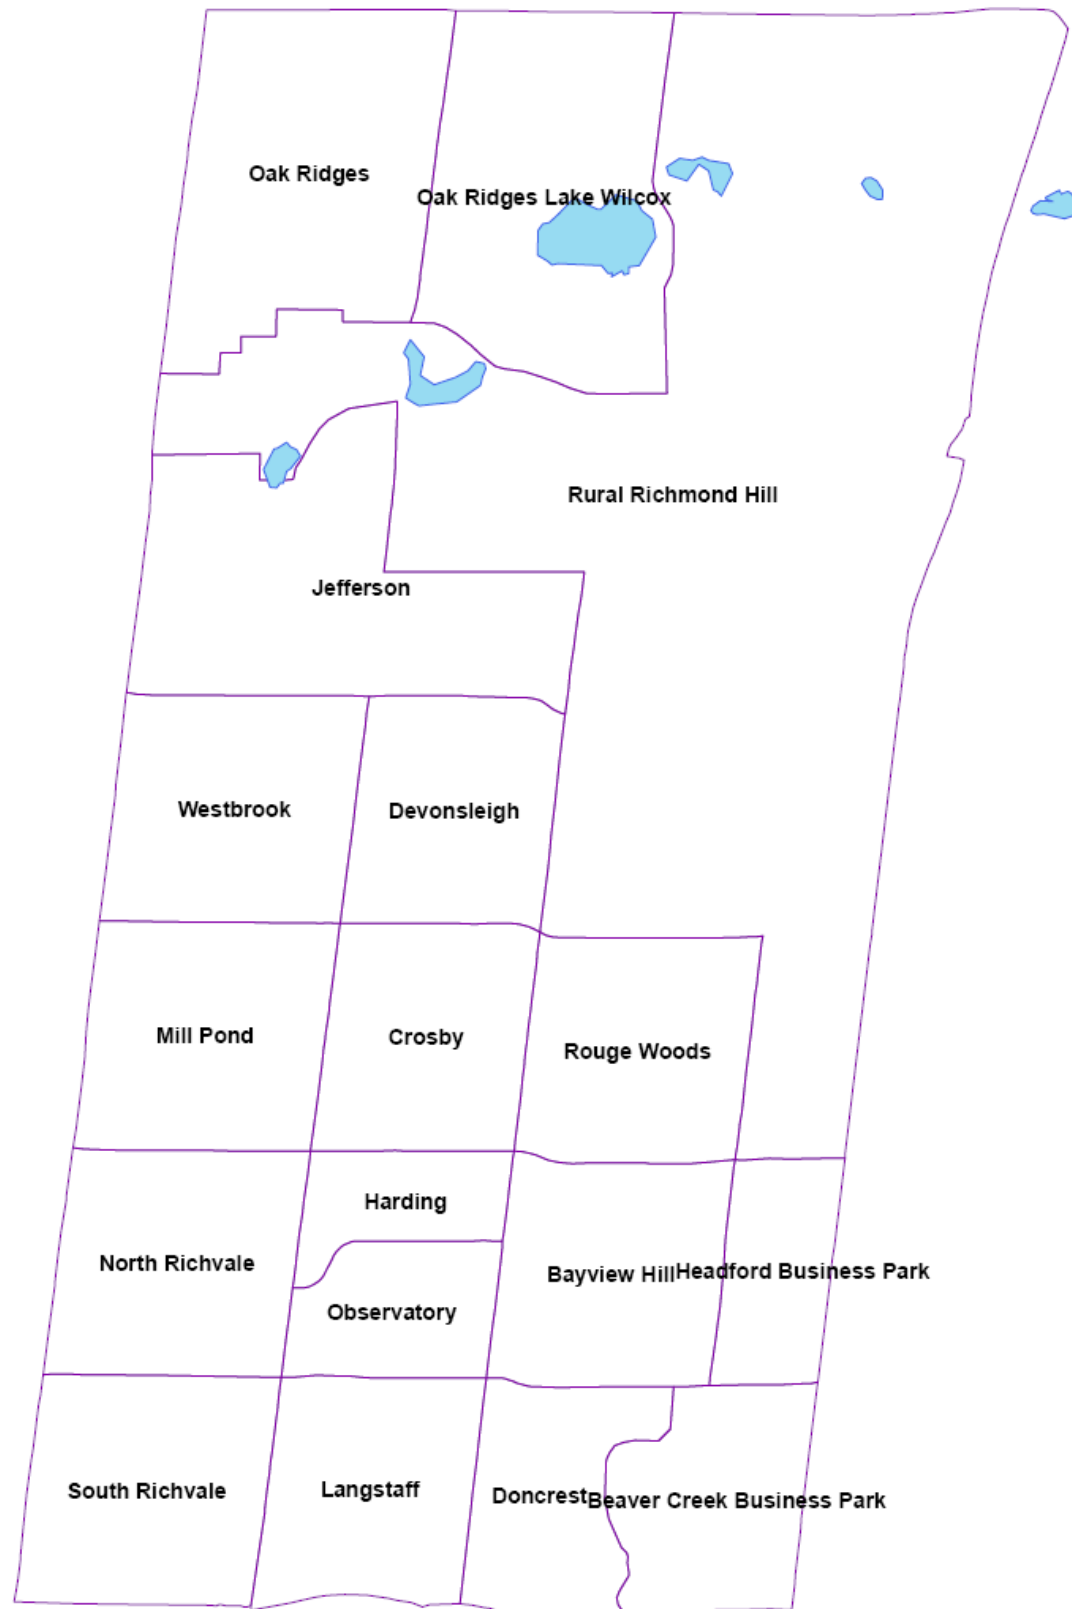 Oak Ridges
Oak Ridges Lake Wilcox
Rural Richmond Hill
Jefferson
Westbrook
Devonsleigh
Mill Pond
Crosby
Rouge Woods
Harding
North Richvale
Bayview Hill
Headford Business Park
Observatory
South Richvale
Langstaff
Doncrest
Beaver Creek Business Park